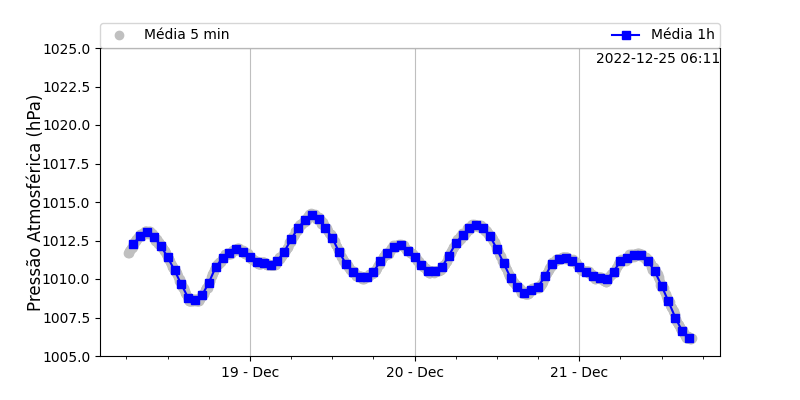 Média 5 min
Média 1h
2022-12-25 06:11
Pressão Atmosférica (hPa)
1025.0
1022.5
1020.0
1017.5
1015.0
1012.5
1010.0
1007.5
1005.0
19 - Dec
20 - Dec
21 - Dec